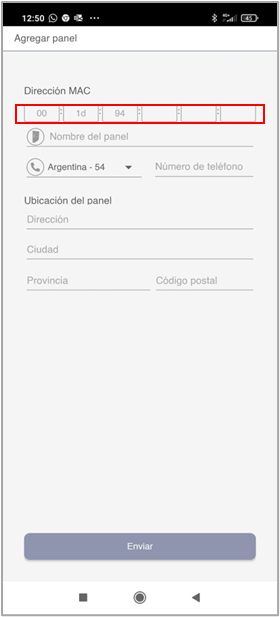 12:50
4G+
45
Agregar panel
Dirección MAC
00 : 1d : 94 : : :
Nombre del panel
Argentina - 54 Número de teléfono
Ubicación del panel
Dirección
Ciudad
Provincia Código postal
Enviar